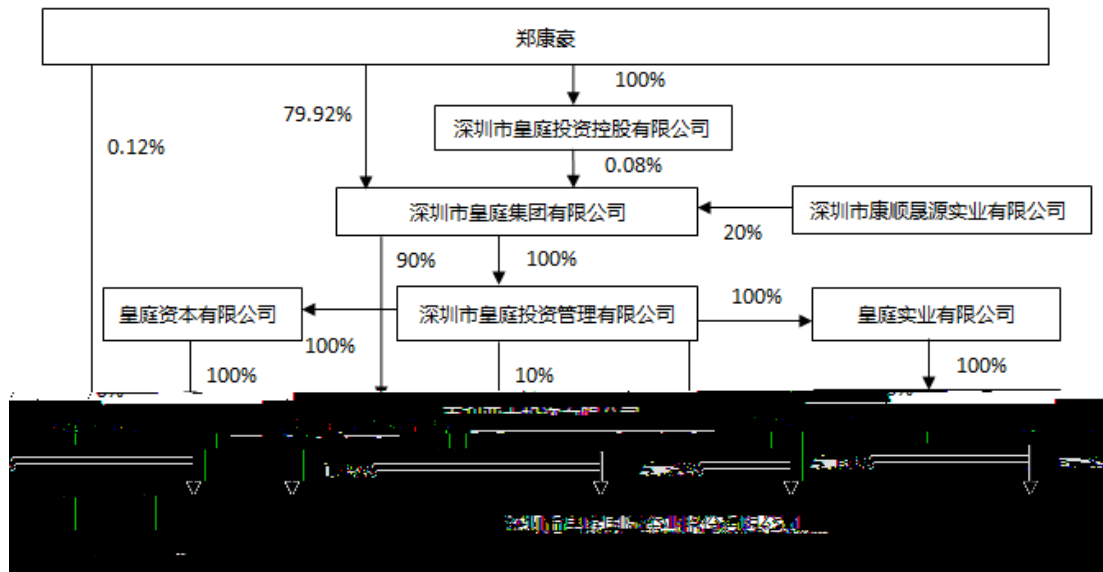 郑康豪
100%
79.92%
深圳市皇庭投资控股有限公司
0.12%
0.08%
深圳市皇庭集团有限公司
深圳市康顺晟源实业有限公司
20%
90%
100%
100%
皇庭资本有限公司
深圳市皇庭投资管理有限公司
皇庭实业有限公司
100%
100%
10%
100%